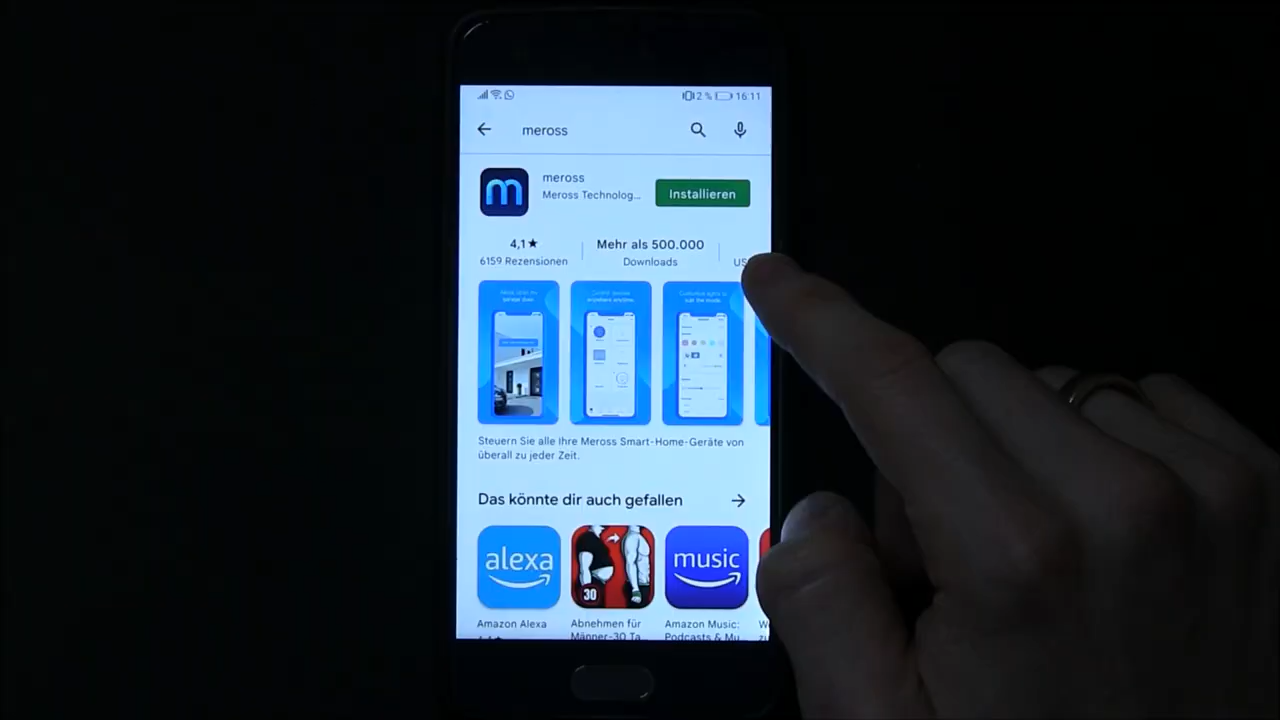 2 % 16:11
meross
m
meross
Meross Technolog...
Installieren
4,1★
6159 Rezensionen
Mehr als 500.000
Downloads
Steuern Sie alle Ihre Meross Smart-Home-Geräte von
überall zu jeder Zeit.
Das könnte dir auch gefallen
alexa
30
music
Amazon Alexa
Abnehmen für
Männer-30 Ta...
Amazon Music:
Podcasts & Mu...